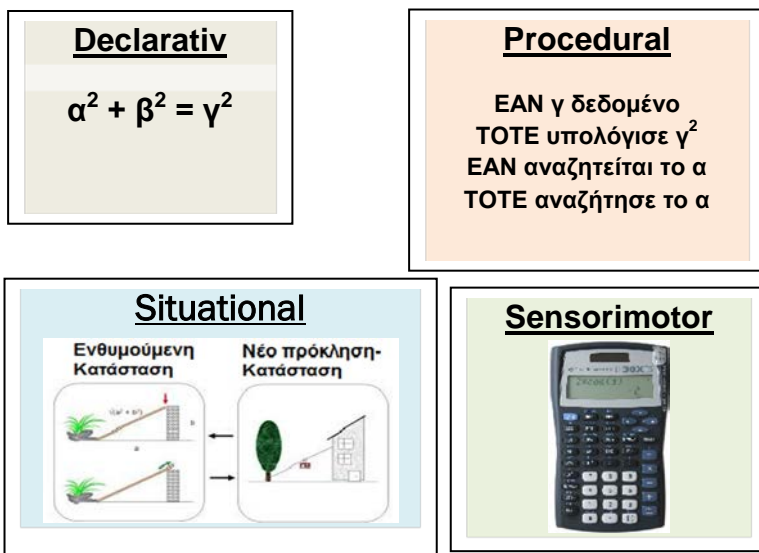 Declarativ
α² + β² = γ²
Procedural
ΕΑΝ γ δεδομένο
ΤΟΤΕ υπολόγισε γ²
ΕΑΝ αναζητείται το α
ΤΟΤΕ αναζήτησε το α
Situational
Ενθυμούμενη
Κατάσταση
Νέο πρόκληση-
Κατάσταση
b
a
Sensorimotor
30X